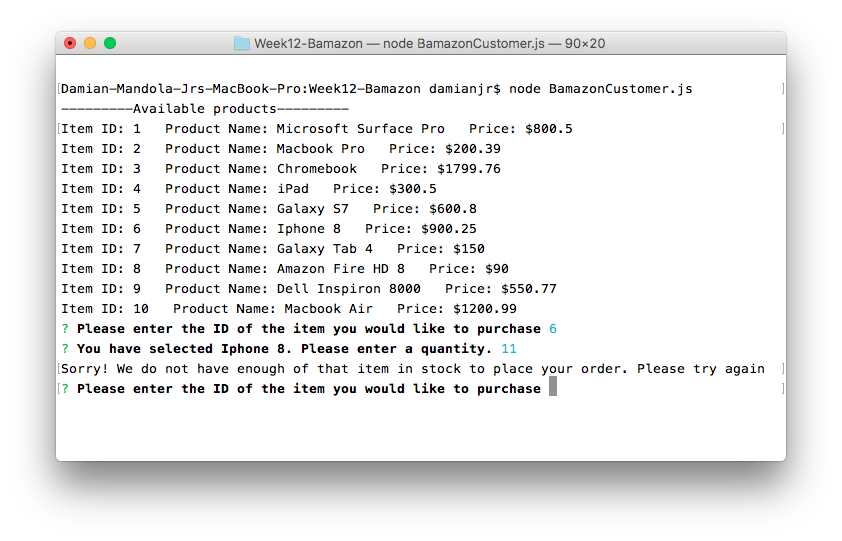 Week12-Bamazon — node BamazonCustomer.js — 90×20
[Damian-Mandola-Jrs-MacBook-Pro:Week12-Bamazon damianjr$ node BamazonCustomer.js ]
---------Available products---------
[Item ID: 1   Product Name: Microsoft Surface Pro   Price: $800.5 ]
Item ID: 2   Product Name: Macbook Pro   Price: $200.39
Item ID: 3   Product Name: Chromebook   Price: $1799.76
Item ID: 4   Product Name: iPad   Price: $300.5
Item ID: 5   Product Name: Galaxy S7   Price: $600.8
Item ID: 6   Product Name: Iphone 8   Price: $900.25
Item ID: 7   Product Name: Galaxy Tab 4   Price: $150
Item ID: 8   Product Name: Amazon Fire HD 8   Price: $90
Item ID: 9   Product Name: Dell Inspiron 8000   Price: $550.77
Item ID: 10   Product Name: Macbook Air   Price: $1200.99
? Please enter the ID of the item you would like to purchase 6
? You have selected Iphone 8. Please enter a quantity. 11
[Sorry! We do not have enough of that item in stock to place your order. Please try again ]
[? Please enter the ID of the item you would like to purchase ]